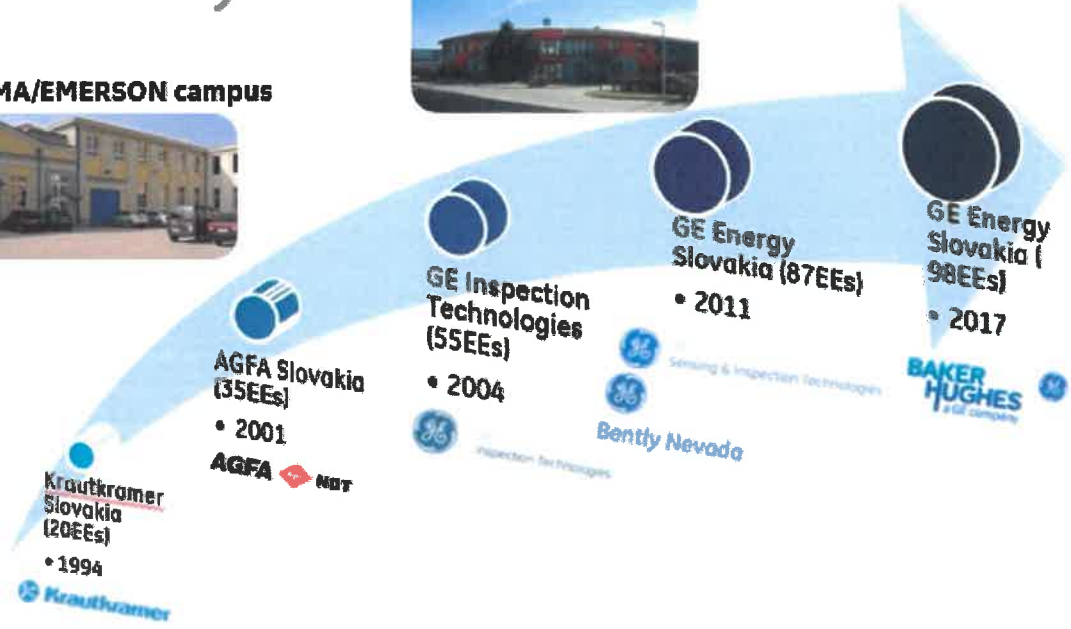 MA/EMERSON campus
Krautkramer
Slovakia
(20EEs)
• 1994
Krautkramer
AGFA Slovakia
(35EEs)
• 2001
AGFA NDT
GE Inspection
Technologies
(55EEs)
• 2004
Inspection Technologies
GE Energy
Slovakia (87EEs)
• 2011
Sensing & Inspection Technologies
Bently Nevada
GE Energy
Slovakia (
98EEs)
• 2017
BAKER
HUGHES
a GE company